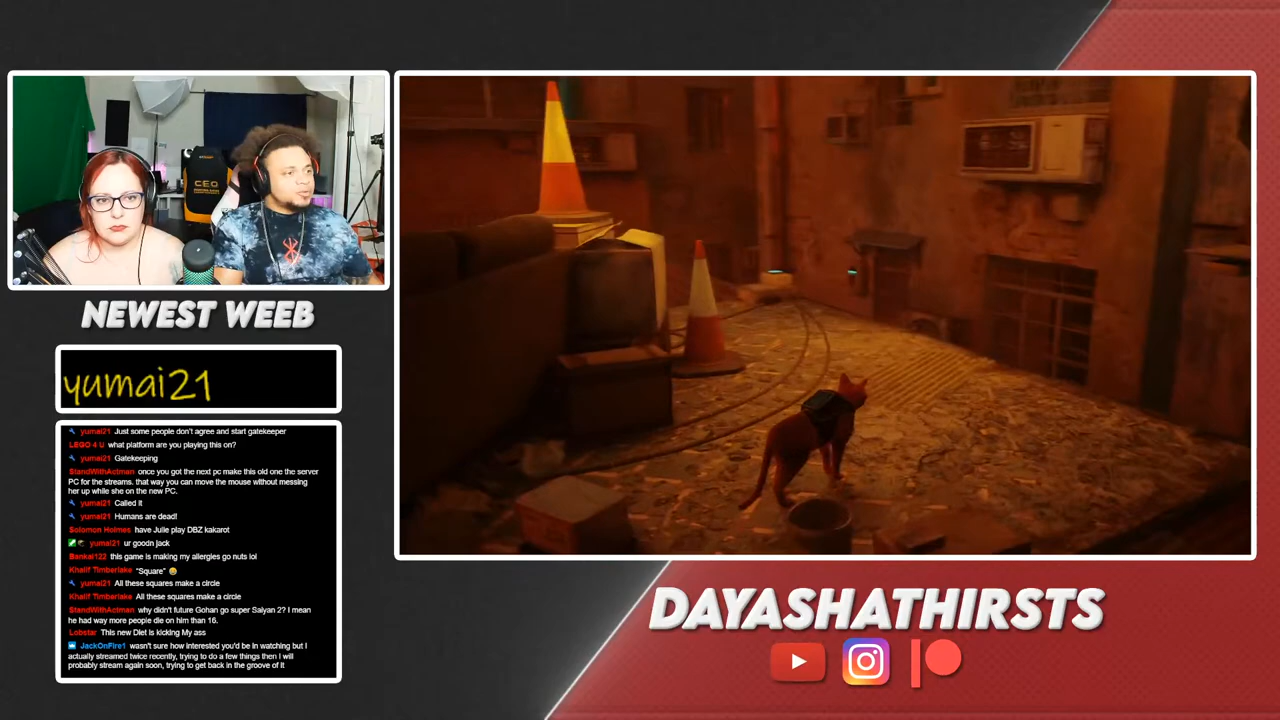 CEO
NEWEST WEEB
yumai21
yumai21 Just some people don't agree and start gatekeeper
LEGO 4 U what platform are you playing this on?
yumai21 Gatekeeping
StandWithActman once you got the next pc make this old one the server
PC for the streams. that way you can move the mouse without messing
her up while she on the new PC.
yumai21 Called it
yumai21 Humans are dead!
Solomon Holmes have Julie play DBZ kakarot
yumai21 ur goodn jack
Bankai122 this game is making my allergies go nuts lol
Khalif Timberlake "Square" 😂
yumai21 All these squares make a circle
Khalif Timberlake All these squares make a circle
StandWithActman why didn't future Gohan go super Saiyan 2? I mean
he had way more people die on him than 16.
Lobstar This new Diet is kicking My ass
JackOnFire1 wasn't sure how interested you'd be in watching but I
actually streamed twice recently, trying to do a few things then I will
probably stream again soon, trying to get back in the groove of it
DAYASHATHIRSTS